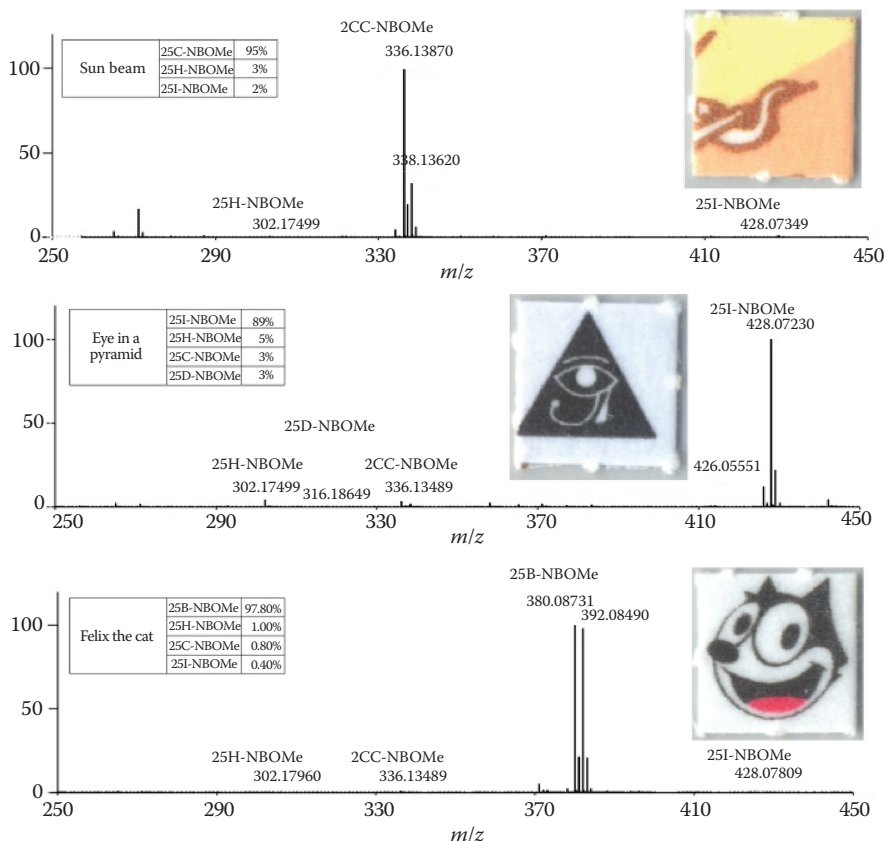 2CC-NBOMe
336.13870
Sun beam
25C-NBOMe 95%
25H-NBOMe 3%
25I-NBOMe 2%
100
50
0
338.13620
25H-NBOMe
302.17499
25I-NBOMe
428.07349
250 290 330 370 410 450
m/z
Eye in a
pyramid
25I-NBOMe 89%
25H-NBOMe 5%
25C-NBOMe 3%
25D-NBOMe 3%
25I-NBOMe
428.07230
100
50
0
25D-NBOMe
25H-NBOMe
302.17499
316.18649
2CC-NBOMe
336.13489
426.05551
250 290 330 370 410 450
m/z
25B-NBOMe
380.08731
392.08490
Felix the cat
25B-NBOMe 97.80%
25H-NBOMe 1.00%
25C-NBOMe 0.80%
25I-NBOMe 0.40%
100
50
0
25H-NBOMe
302.17960
2CC-NBOMe
336.13489
25I-NBOMe
428.07809
250 290 330 370 410 450
m/z